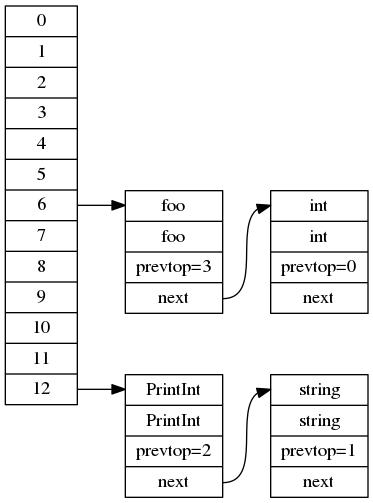 0
1
2
3
4
5
6
7
8
9
10
11
12
foo
foo
prevtop=3
next
int
int
prevtop=0
next
PrintInt
PrintInt
prevtop=2
next
string
string
prevtop=1
next